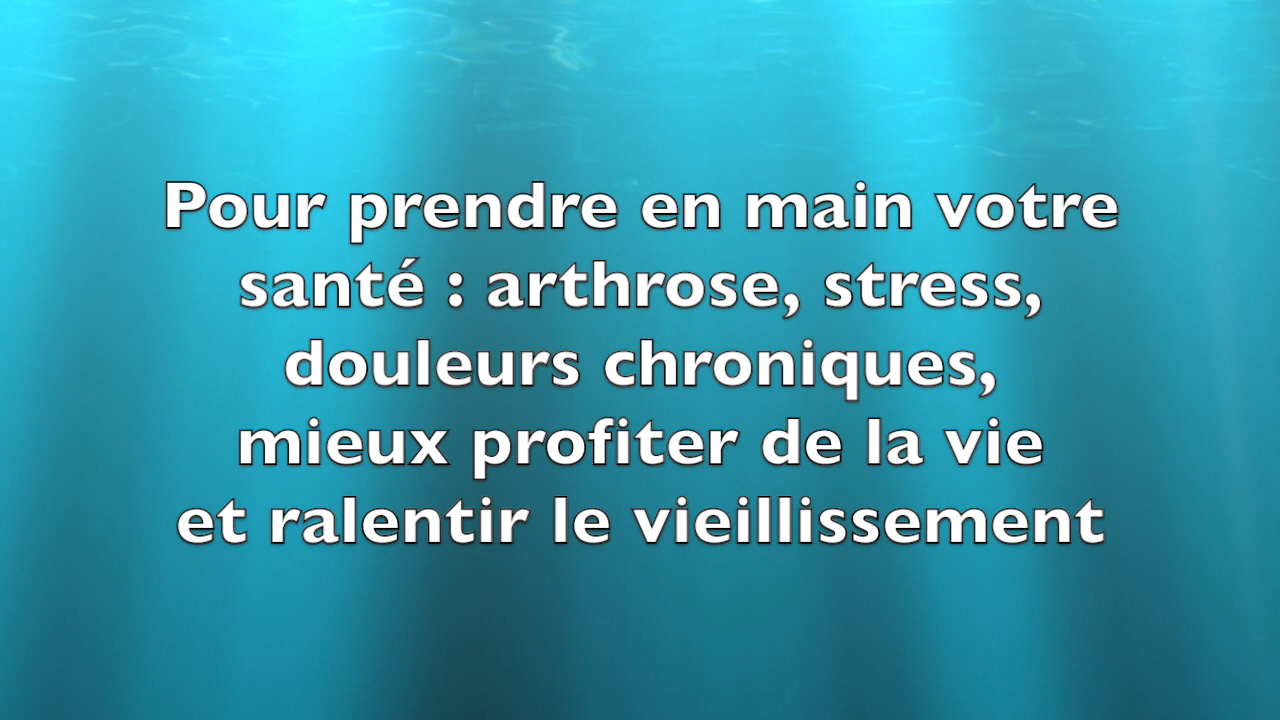 Pour prendre en main votre
santé : arthrose, stress,
douleurs chroniques,
mieux profiter de la vie
et ralentir le vieillissement